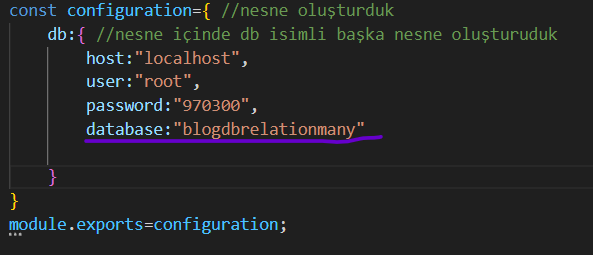 const configuration={ //nesne oluşturduk
db:{ //nesne içinde db isimli başka nesne oluşturuduk
host:"localhost",
user:"root",
password:"970300",
database:"blogdbrelationmany"
}
}
module.exports=configuration;